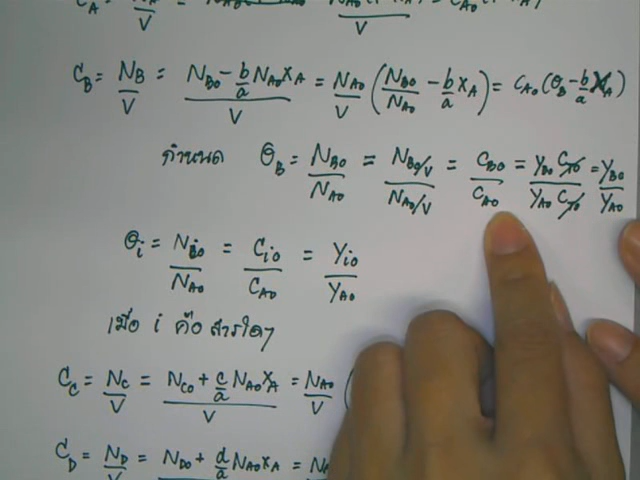 C_B = N_B/V = (N_B0 - b/a N_A0 X_A)/V = N_A0/V (N_B0/N_A0 - b/a X_A) = C_A0 (θ_B - b/a X_A)
กำหนด θ_B = N_B0/N_A0 = (N_B0/V)/(N_A0/V) = C_B0/C_A0 = y_B0 C_T0/y_A0 C_T0 = y_B0/y_A0
θ_i = N_i0/N_A0 = C_i0/C_A0 = y_i0/y_A0
เมื่อ i คือ สารใดๆ
C_C = N_C/V = (N_C0 + c/a N_A0 X_A)/V = N_A0/V (
C_D = N_D/V = N_D0 + d/a N_A0 X_A =